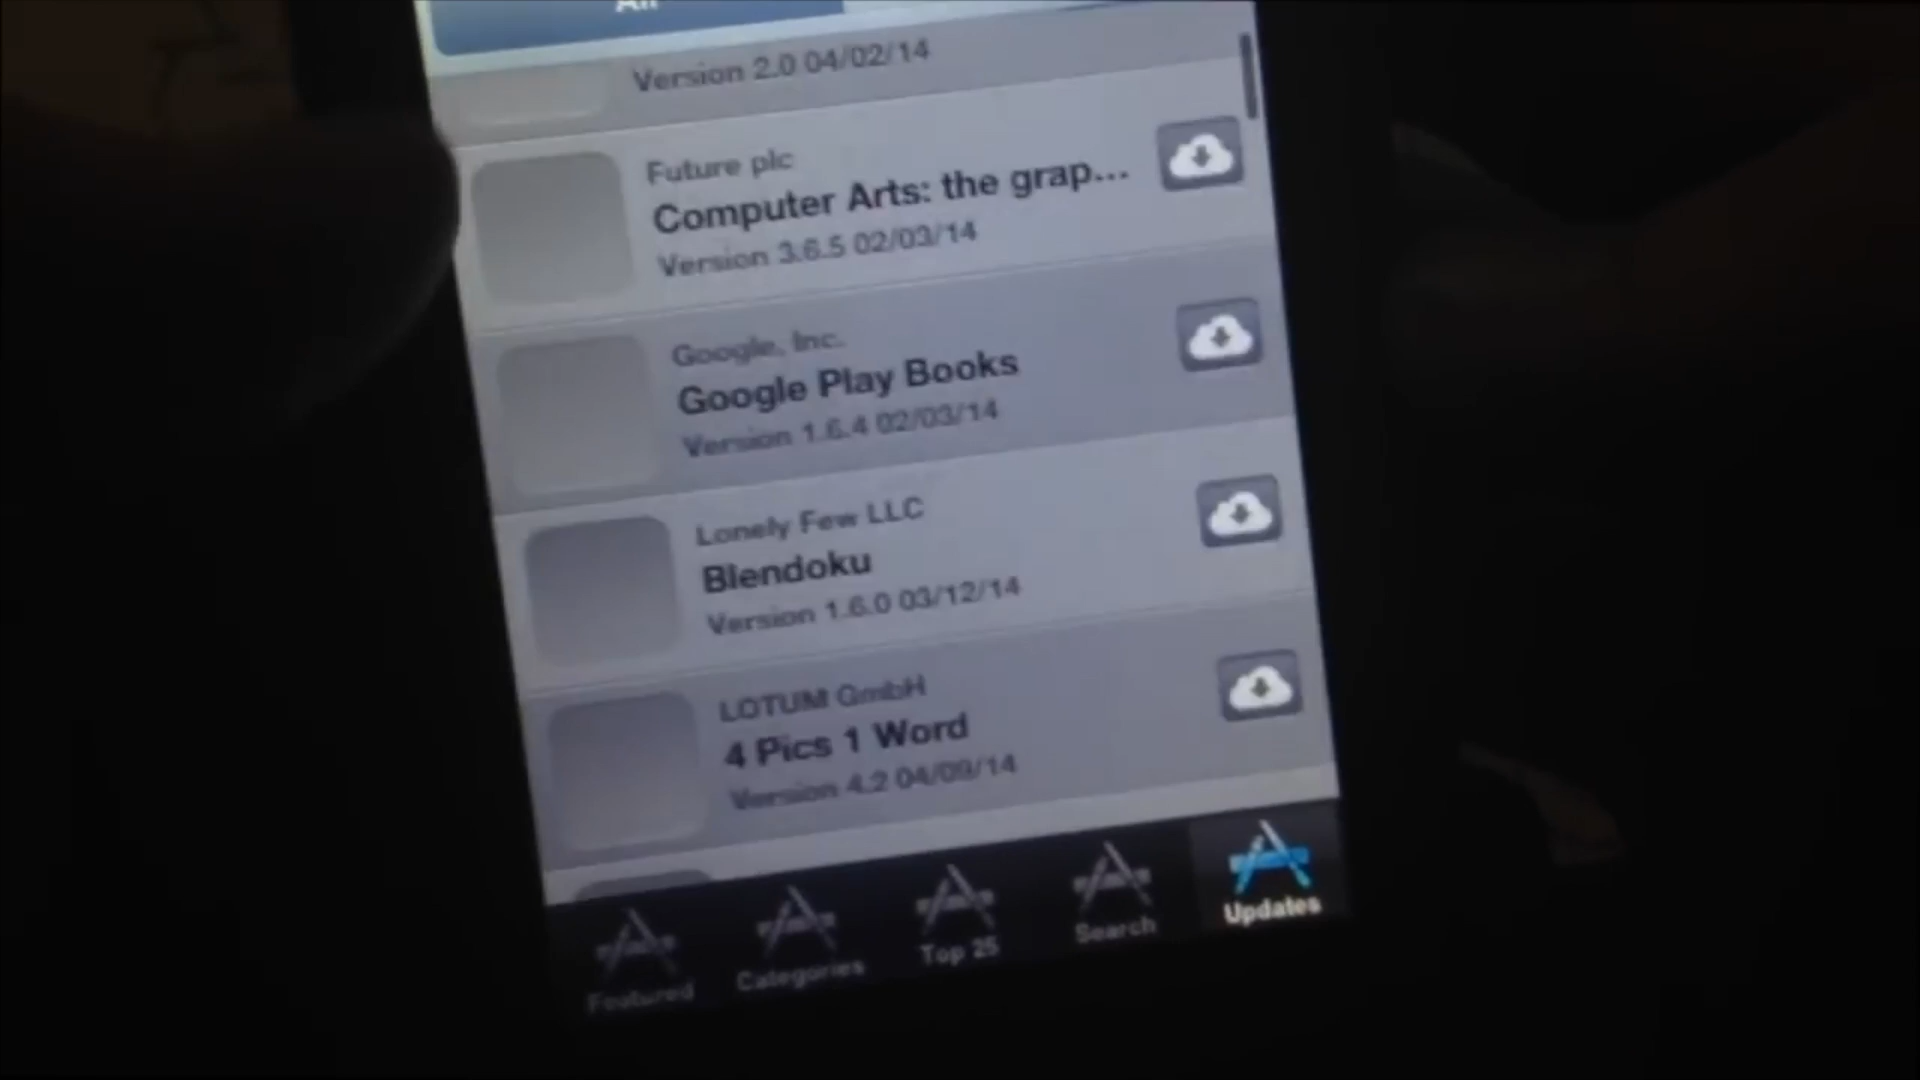 All
Version 2.0 04/02/14
Future plc
Computer Arts: the grap...
Version 3.6.5 02/03/14
Google, Inc.
Google Play Books
Version 1.6.4 02/03/14
Lonely Few LLC
Blendoku
Version 1.6.0 03/12/14
LOTUM GmbH
4 Pics 1 Word
Version 4.2 04/09/14
Featured
Categories
Top 25
Search
Updates